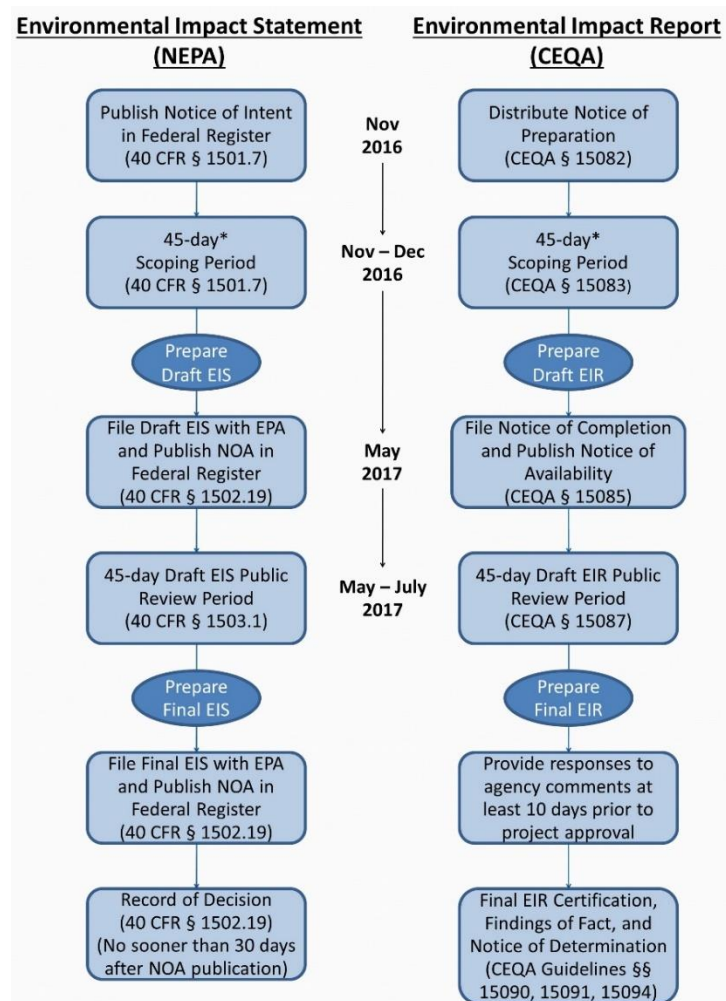 Environmental Impact Statement
(NEPA)
Publish Notice of Intent
in Federal Register
(40 CFR § 1501.7)
45-day*
Scoping Period
(40 CFR § 1501.7)
Prepare
Draft EIS
File Draft EIS with EPA
and Publish NOA in
Federal Register
(40 CFR § 1502.19)
45-day Draft EIS Public
Review Period
(40 CFR § 1503.1)
Prepare
Final EIS
File Final EIS with EPA
and Publish NOA in
Federal Register
(40 CFR § 1502.19)
Record of Decision
(40 CFR § 1502.19)
(No sooner than 30 days
after NOA publication)
Nov
2016
Nov – Dec
2016
May
2017
May – July
2017
Environmental Impact Report
(CEQA)
Distribute Notice of
Preparation
(CEQA § 15082)
45-day*
Scoping Period
(CEQA § 15083)
Prepare
Draft EIR
File Notice of Completion
and Publish Notice of
Availability
(CEQA § 15085)
45-day Draft EIR Public
Review Period
(CEQA § 15087)
Prepare
Final EIR
Provide responses to
agency comments at
least 10 days prior to
project approval
Final EIR Certification,
Findings of Fact, and
Notice of Determination
(CEQA Guidelines §§
15090, 15091, 15094)